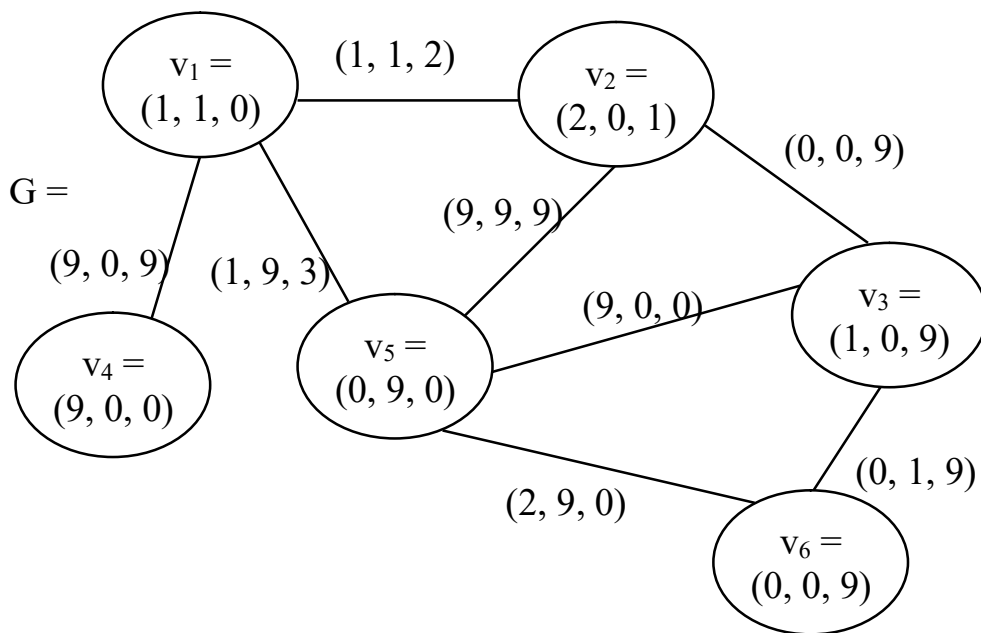 v₁ =
(1, 1, 0)
(1, 1, 2)
v₂ =
(2, 0, 1)
(0, 0, 9)
G =
(9, 9, 9)
(9, 0, 9)
(1, 9, 3)
(9, 0, 0)
v₃ =
(1, 0, 9)
v₅ =
(0, 9, 0)
v₄ =
(9, 0, 0)
(0, 1, 9)
(2, 9, 0)
v₆ =
(0, 0, 9)